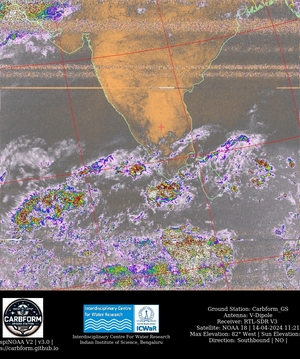 CARBFORM
spiNOAA V2 | v3.0 |
s://carbform.github.io
Interdisciplinary Centre
for Water Research
ICWaR
Interdisciplinary Centre For Water Research
Indian Institute of Science, Bengaluru
Ground Station: Carbform_GS
Antenna: V-Dipole
Receiver: RTL-SDR V3
Satellite: NOAA 18 | 14-04-2024 11:21
Max Elevation: 82° West | Sun Elevation:
Direction: Southbound | NO |